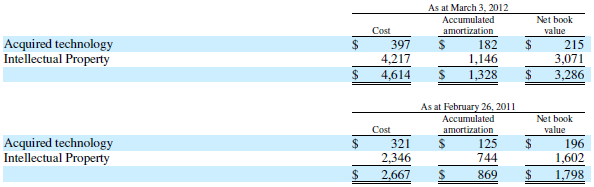 As at March 3, 2012
Cost Accumulated amortization Net book value
Acquired technology $ 397 $ 182 $ 215
Intellectual Property 4,217 1,146 3,071
$ 4,614 $ 1,328 $ 3,286
As at February 26, 2011
Cost Accumulated amortization Net book value
Acquired technology $ 321 $ 125 $ 196
Intellectual Property 2,346 744 1,602
$ 2,667 $ 869 $ 1,798